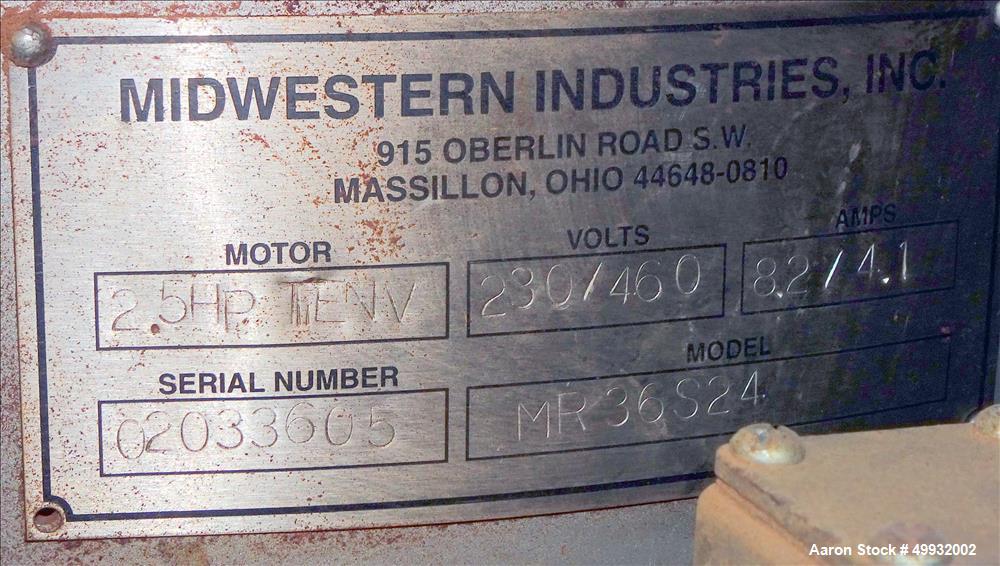 MIDWESTERN INDUSTRIES, INC.
915 OBERLIN ROAD S.W.
MASSILLON, OHIO 44648-0810
MOTOR VOLTS AMPS
2.5HP TENV 230/460 8.2/4.1
SERIAL NUMBER MODEL
02033605 MR36S24
Aaron Stock # 49932002